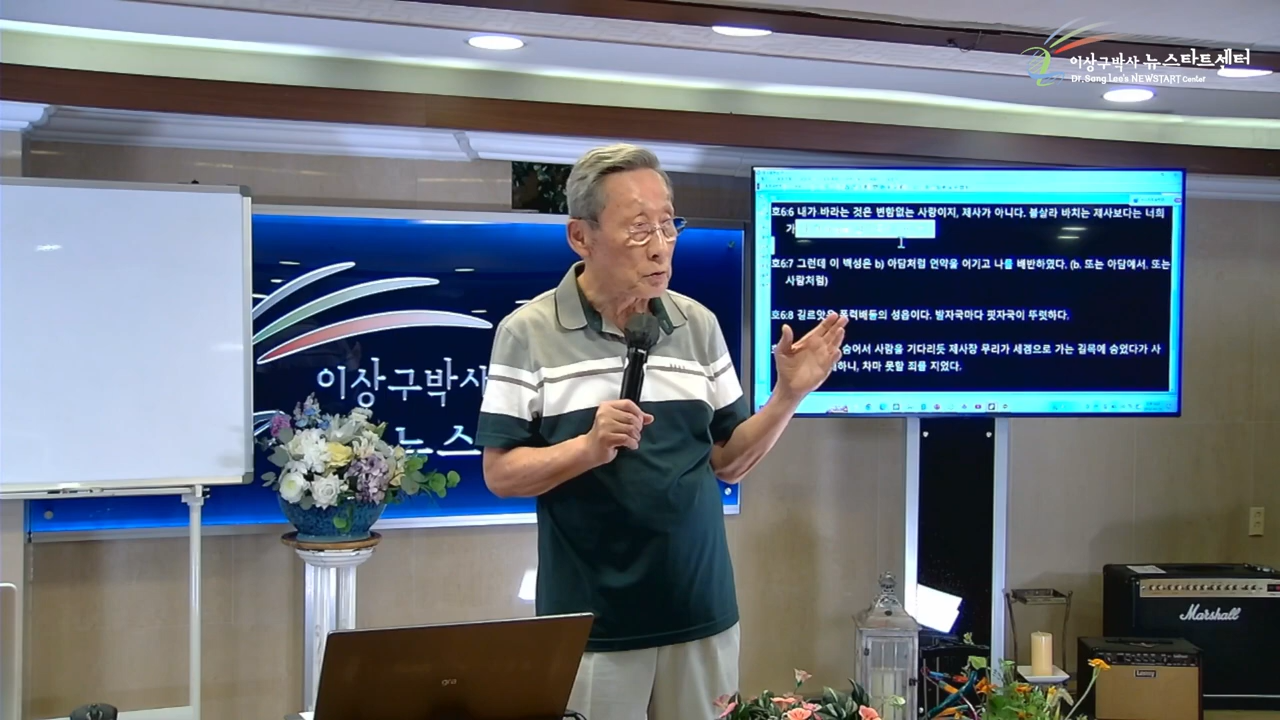 이상구박사 뉴스타트센터
Dr. Sang Lee's NEWSTART Center
호6:6 내가 바라는 것은 변함없는 사랑이지, 제사가 아니다. 불살라 바치는 제사보다는 너희
가
호6:7 그런데 이 백성은 b) 아담처럼 언약을 어기고 나를 배반하였다. (b. 또는 아담에서, 또는
사람처럼)
호6:8 길르앗은 폭력배들의 성읍이다. 발자국마다 핏자국이 뚜렷하다.
숨어서 사람을 기다리듯 제사장 무리가 세겜으로 가는 길목에 숨었다가 사
하니, 차마 못할 죄를 지었다.
이상구박사
뉴스
gram
Marshall
Laney